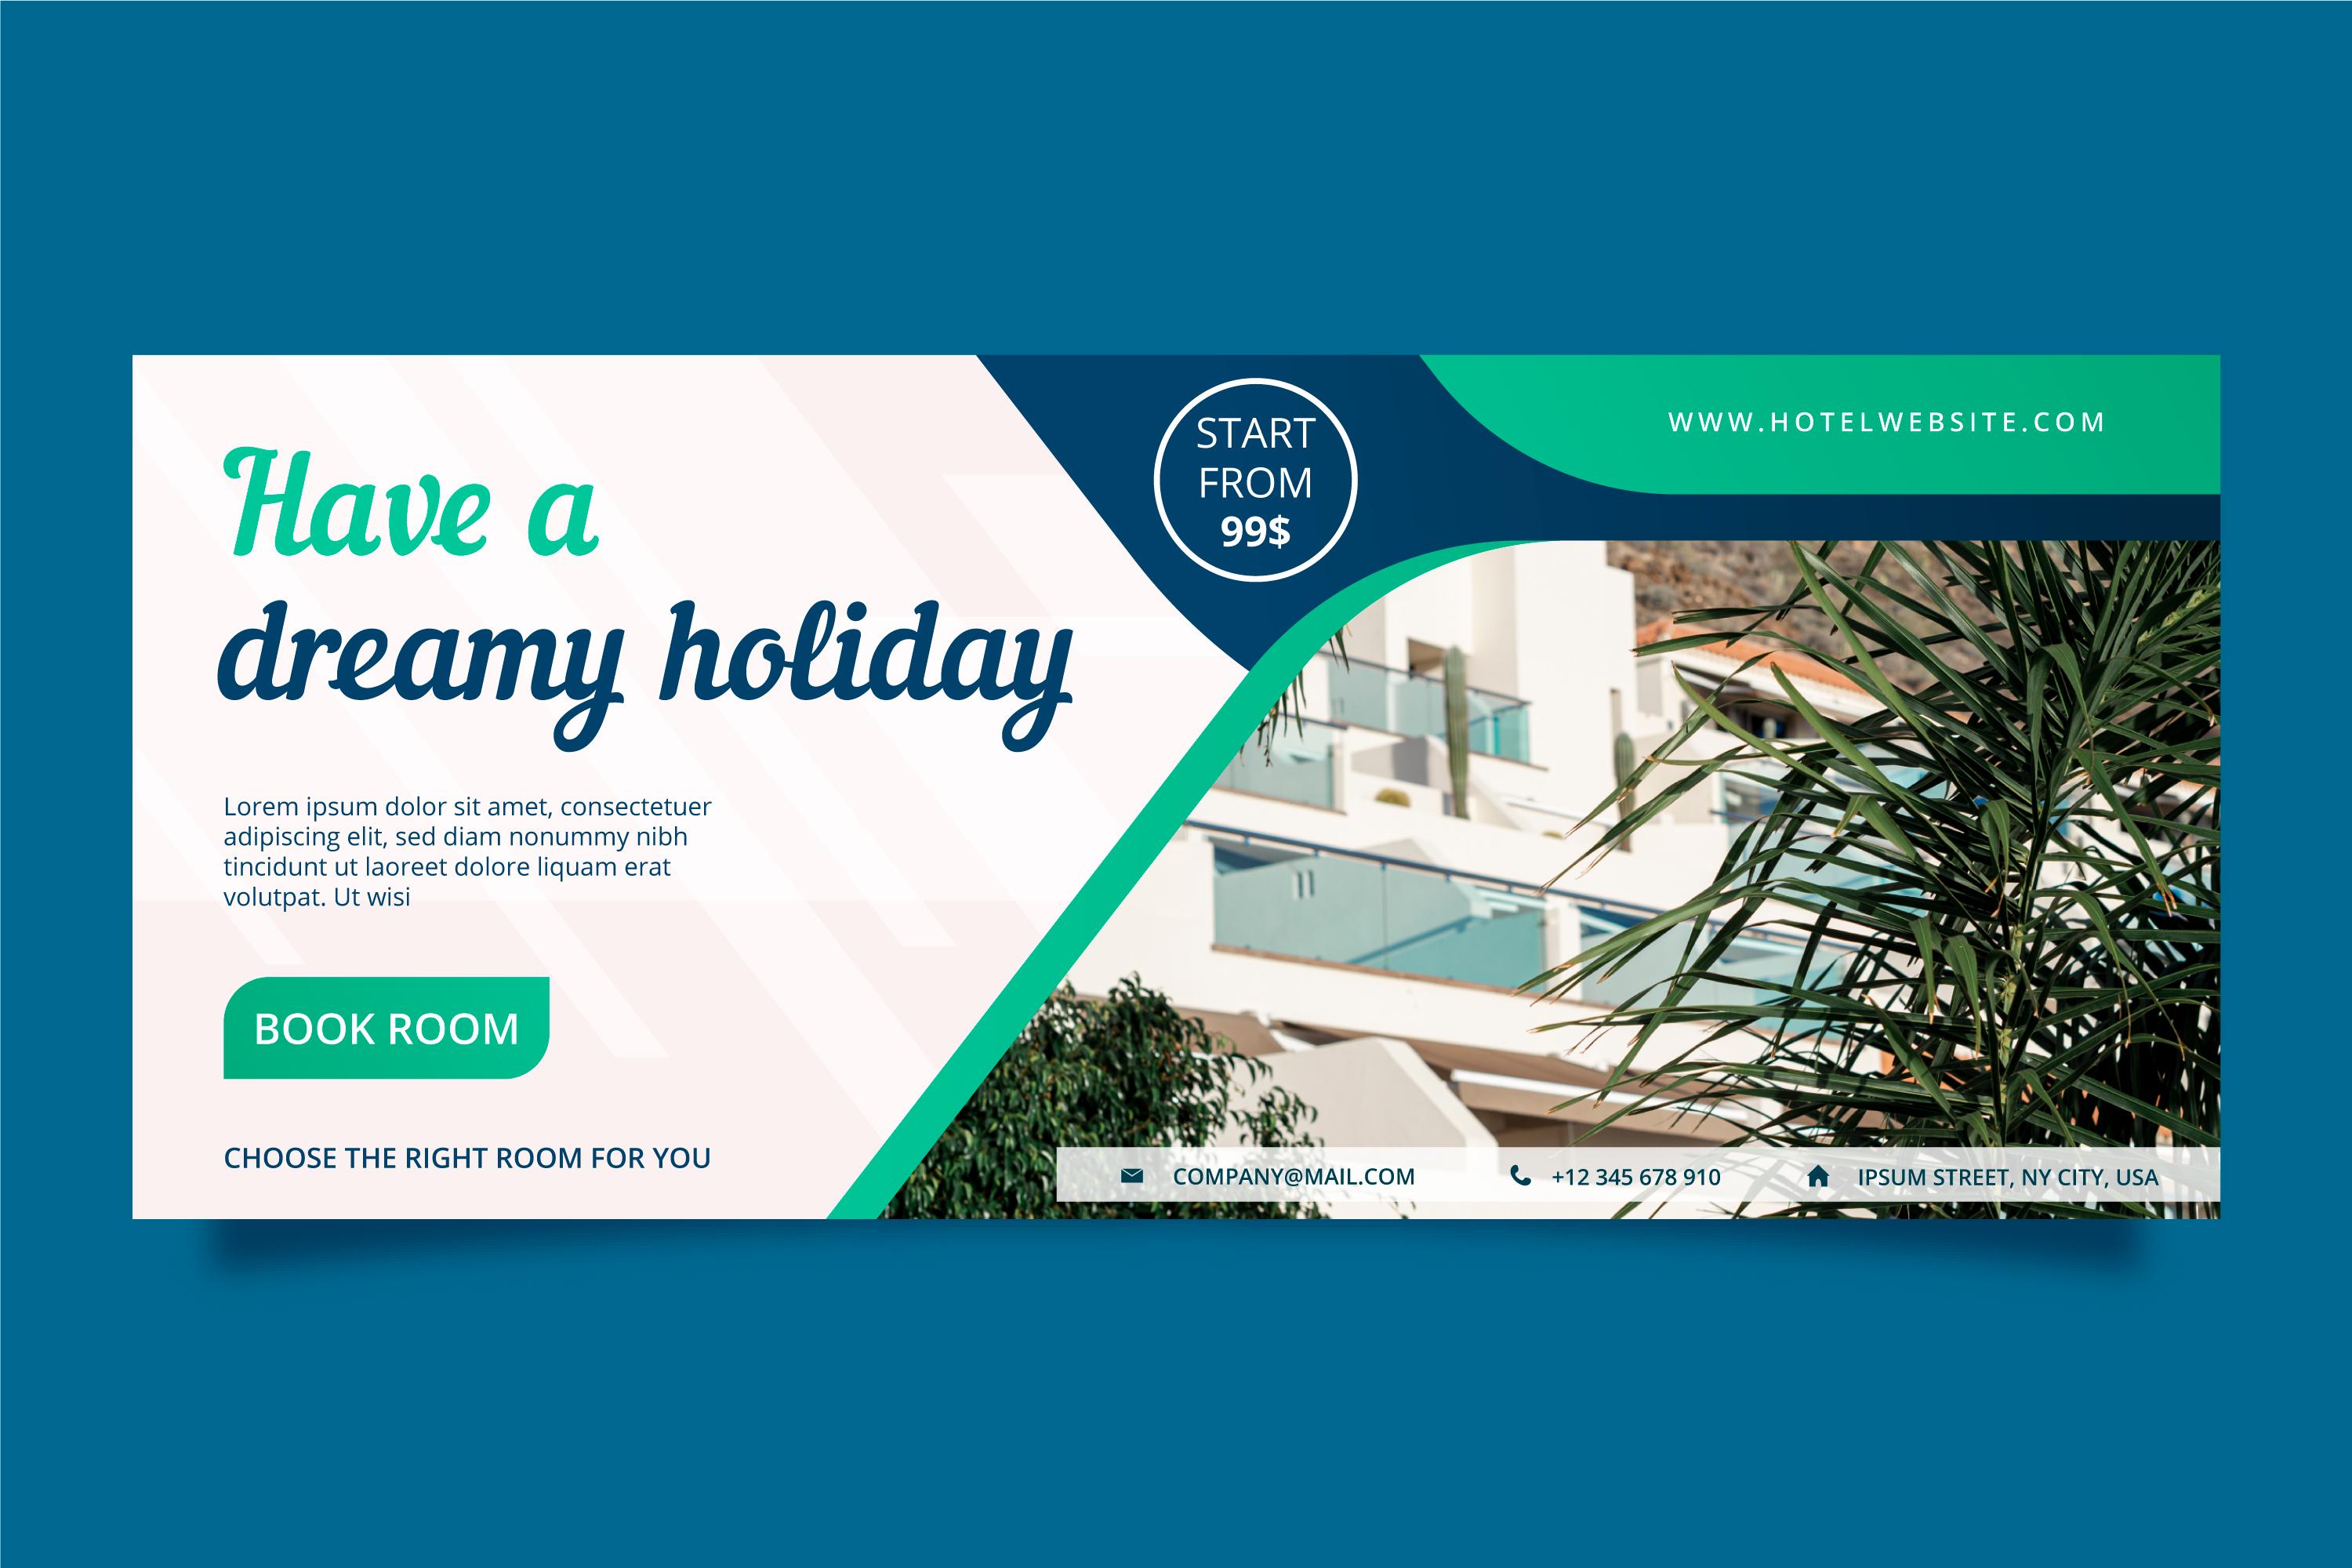 Have a
dreamy holiday
Lorem ipsum dolor sit amet, consectetuer
adipiscing elit, sed diam nonummy nibh
tincidunt ut laoreet dolore liquam erat
volutpat. Ut wisi
BOOK ROOM
CHOOSE THE RIGHT ROOM FOR YOU
START
FROM
99$
WWW.HOTELWEBSITE.COM
COMPANY@MAIL.COM
+12 345 678 910
IPSUM STREET, NY CITY, USA